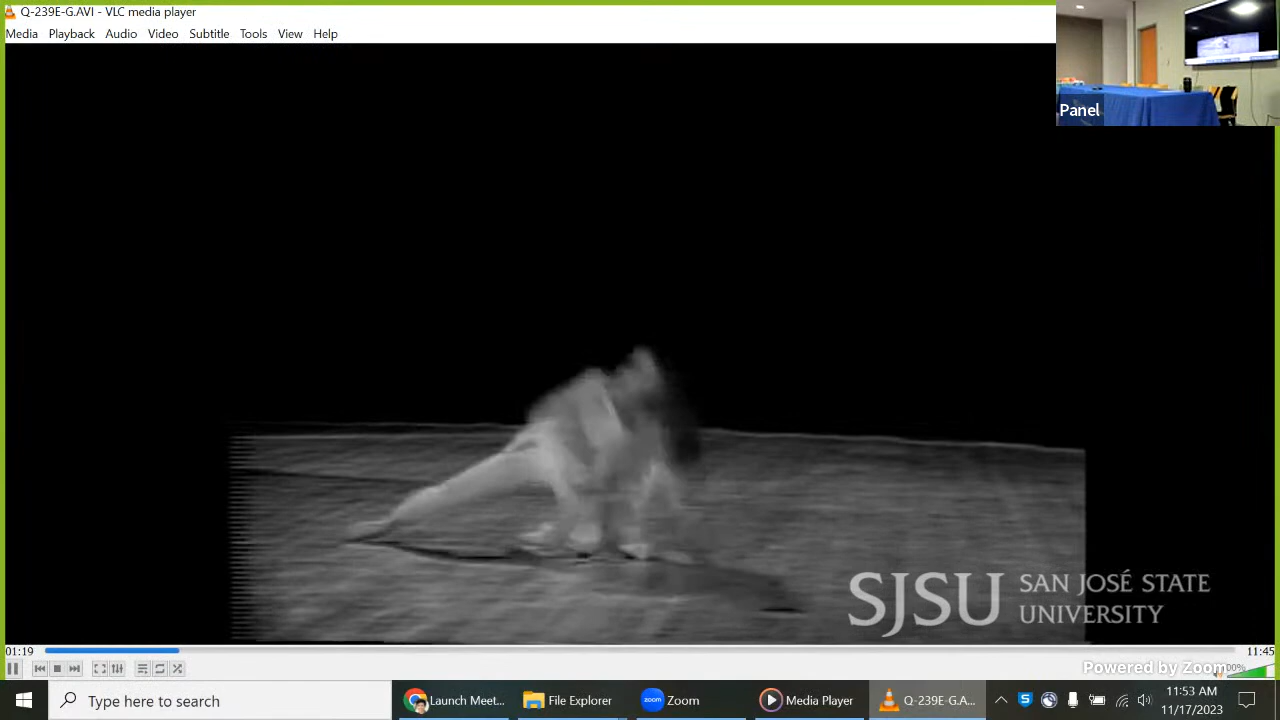 Q-239E-G.AVI - VLC media player
Media Playback Audio Video Subtitle Tools View Help
Panel
SJSU SAN JOSÉ STATE
UNIVERSITY
01:19
11:45
Powered by Zoom
Type here to search
Launch Meet...
File Explorer
zoom
Zoom
Media Player
Q-239E-G.A...
11:53 AM
11/17/2023